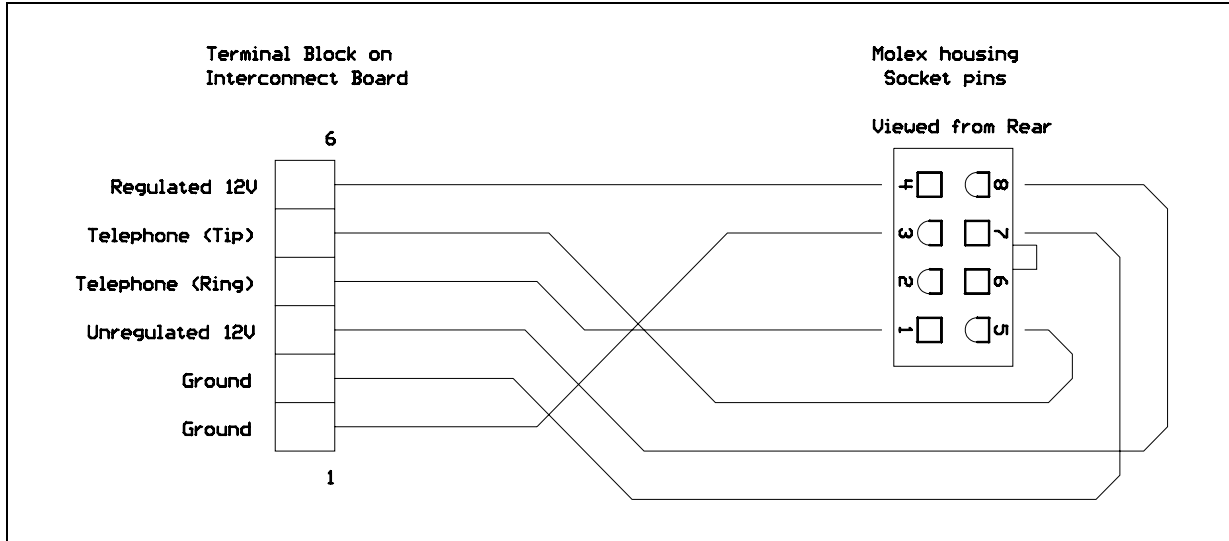 Terminal Block on
Interconnect Board
Molex housing
Socket pins
Viewed from Rear
6
Regulated 12V
Telephone (Tip)
Telephone (Ring)
Unregulated 12V
Ground
Ground
1
4 8
3 7
2 6
1 5